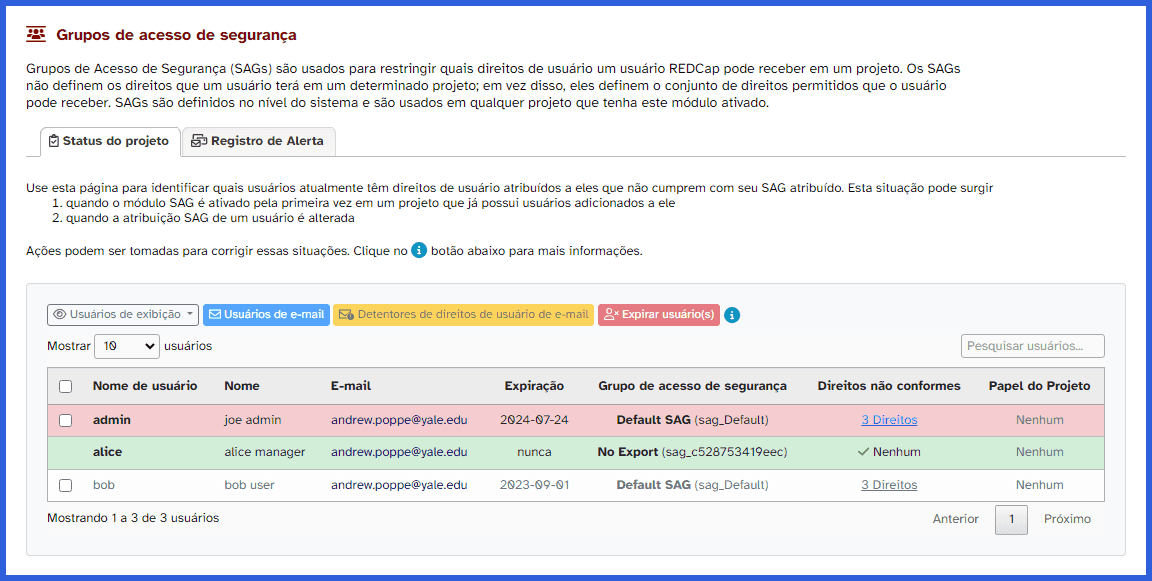 Grupos de acesso de segurança
Grupos de Acesso de Segurança (SAGs) são usados para restringir quais direitos de usuário um usuário REDCap pode receber em um projeto. Os SAGs
não definem os direitos que um usuário terá em um determinado projeto; em vez disso, eles definem o conjunto de direitos permitidos que o usuário
pode receber. SAGs são definidos no nível do sistema e são usados em qualquer projeto que tenha este módulo ativado.
Status do projeto Registro de Alerta
Use esta página para identificar quais usuários atualmente têm direitos de usuário atribuídos a eles que não cumprem com seu SAG atribuído. Esta situação pode surgir
1. quando o módulo SAG é ativado pela primeira vez em um projeto que já possui usuários adicionados a ele
2. quando a atribuição SAG de um usuário é alterada
Ações podem ser tomadas para corrigir essas situações. Clique no i botão abaixo para mais informações.
Usuários de exibição Usuários de e-mail Detentores de direitos de usuário de e-mail Expirar usuário(s) i
Mostrar 10 usuários Pesquisar usuários...
Nome de usuário Nome E-mail Expiração Grupo de acesso de segurança Direitos não conformes Papel do Projeto
admin joe admin andrew.poppe@yale.edu 2024-07-24 Default SAG (sag_Default) 3 Direitos Nenhum
alice alice manager andrew.poppe@yale.edu nunca No Export (sag_c528753419eec) Nenhum Nenhum
bob bob user andrew.poppe@yale.edu 2023-09-01 Default SAG (sag_Default) 3 Direitos Nenhum
Mostrando 1 a 3 de 3 usuários Anterior 1 Próximo